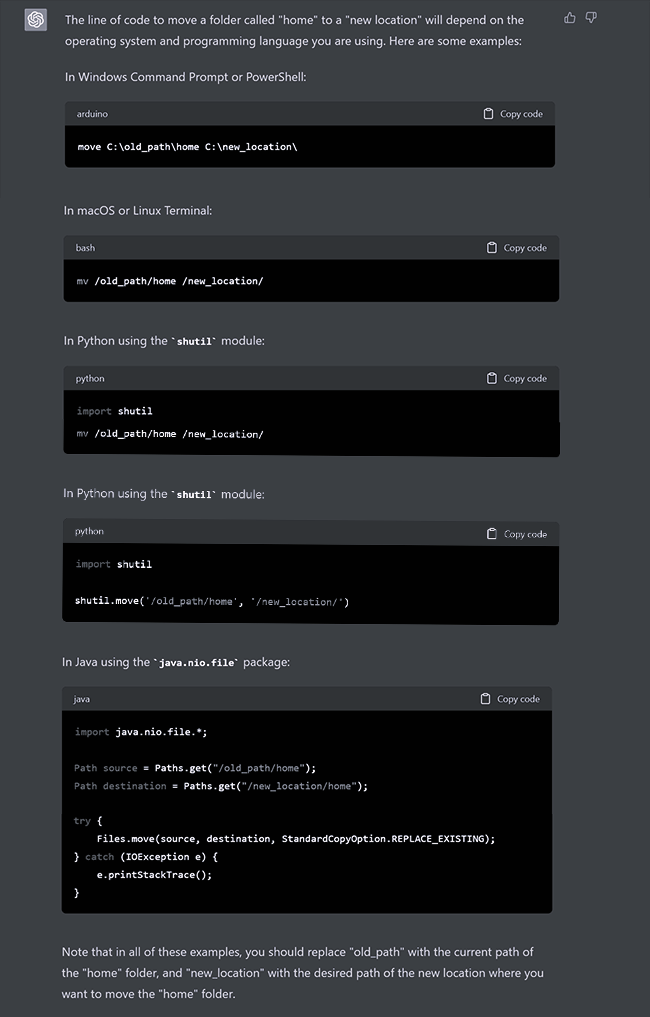 The line of code to move a folder called "home" to a "new location" will depend on the
operating system and programming language you are using. Here are some examples:
In Windows Command Prompt or PowerShell:
arduino Copy code
move C:\old_path\home C:\new_location\
In macOS or Linux Terminal:
bash Copy code
mv /old_path/home /new_location/
In Python using the `shutil` module:
python Copy code
import shutil
mv /old_path/home /new_location/
In Python using the `shutil` module:
python Copy code
import shutil
shutil.move('/old_path/home', '/new_location/')
In Java using the `java.nio.file` package:
java Copy code
import java.nio.file.*;
Path source = Paths.get("/old_path/home");
Path destination = Paths.get("/new_location/home");
try {
    Files.move(source, destination, StandardCopyOption.REPLACE_EXISTING);
} catch (IOException e) {
    e.printStackTrace();
}
Note that in all of these examples, you should replace "old_path" with the current path of
the "home" folder, and "new_location" with the desired path of the new location where you
want to move the "home" folder.